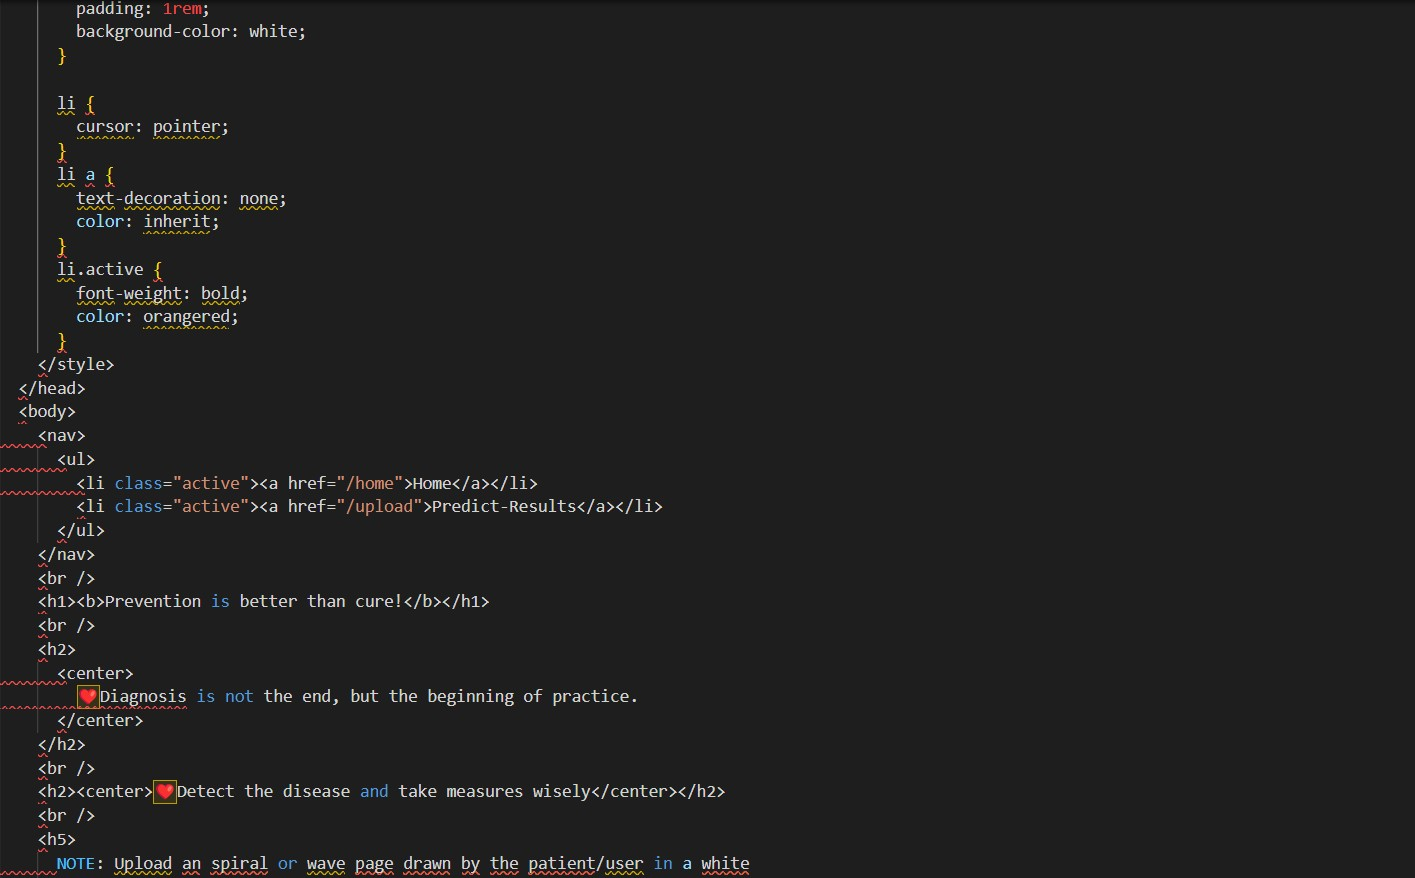 padding: 1rem;
background-color: white;
}
li {
cursor: pointer;
}
li a {
text-decoration: none;
color: inherit;
}
li.active {
font-weight: bold;
color: orangered;
}
</style>
</head>
<body>
<nav>
<ul>
<li class="active"><a href="/home">Home</a></li>
<li class="active"><a href="/upload">Predict-Results</a></li>
</ul>
</nav>
<br />
<h1><b>Prevention is better than cure!</b></h1>
<br />
<h2>
<center>
❤️Diagnosis is not the end, but the beginning of practice.
</center>
</h2>
<br />
<h2><center>❤️Detect the disease and take measures wisely</center></h2>
<br />
<h5>
NOTE: Upload an spiral or wave page drawn by the patient/user in a white